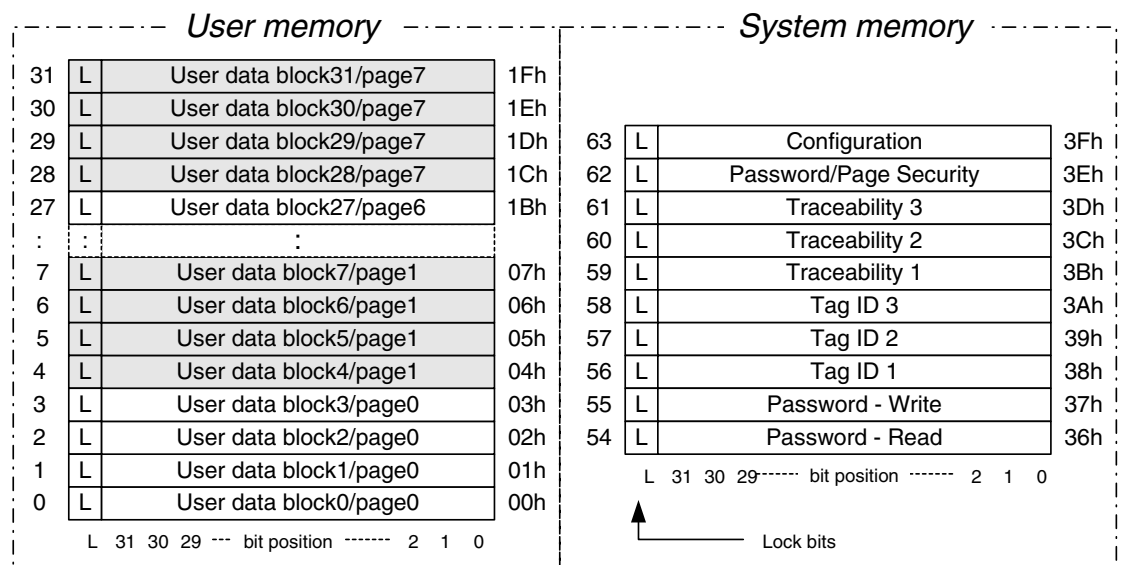 User memory
31 L User data block31/page7 1Fh
30 L User data block30/page7 1Eh
29 L User data block29/page7 1Dh
28 L User data block28/page7 1Ch
27 L User data block27/page6 1Bh
: : :
7 L User data block7/page1 07h
6 L User data block6/page1 06h
5 L User data block5/page1 05h
4 L User data block4/page1 04h
3 L User data block3/page0 03h
2 L User data block2/page0 02h
1 L User data block1/page0 01h
0 L User data block0/page0 00h
L 31 30 29 --- bit position ------- 2 1 0
System memory
63 L Configuration 3Fh
62 L Password/Page Security 3Eh
61 L Traceability 3 3Dh
60 L Traceability 2 3Ch
59 L Traceability 1 3Bh
58 L Tag ID 3 3Ah
57 L Tag ID 2 39h
56 L Tag ID 1 38h
55 L Password - Write 37h
54 L Password - Read 36h
L 31 30 29 ------ bit position ------ 2 1 0
Lock bits